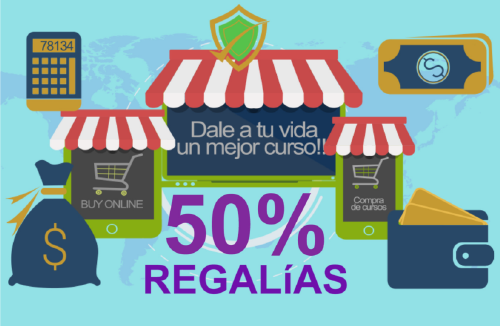 78134
Dale a tu vida
un mejor curso!!
BUY ONLINE
Compra
de cursos
$
50%
REGALíAS